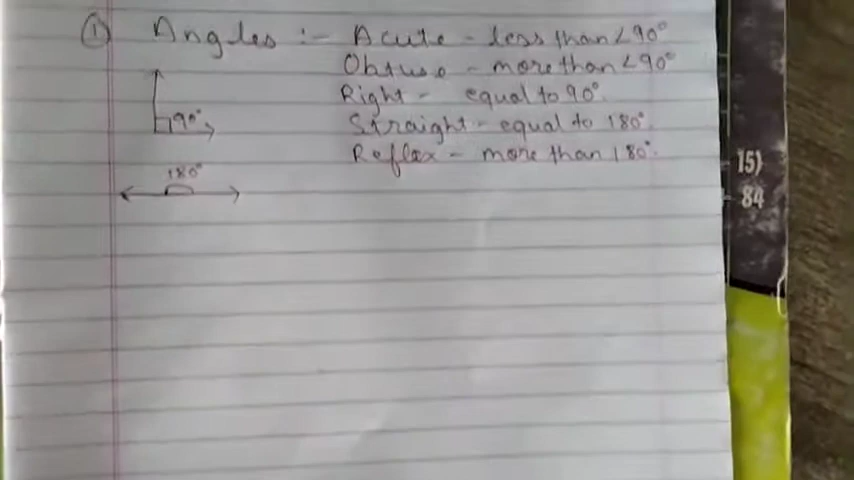 ① Angles :- Acute - less than ∠90°
Obtuse - more than ∠90°
Right - equal to 90°.
Straight - equal to 180°.
Reflex - more than 180°.
90°
180°
15)
84